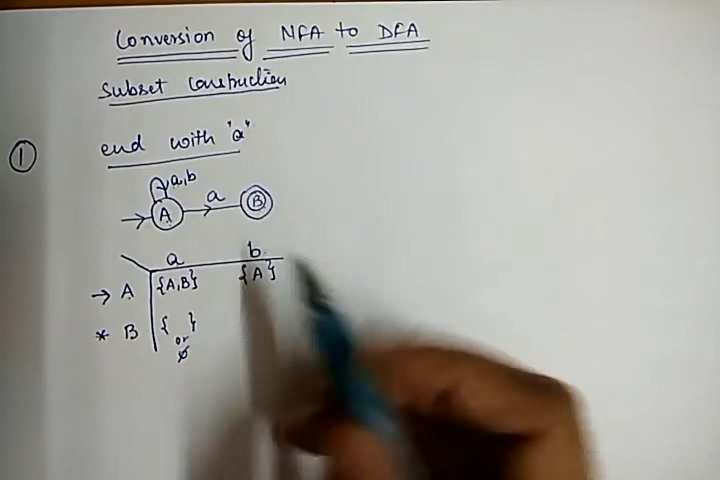 Conversion of NFA to DFA
Subset Construction
① end with "a"
a,b
A a B
a b
→ A {A,B} {A}
* B { }
or
ϕ